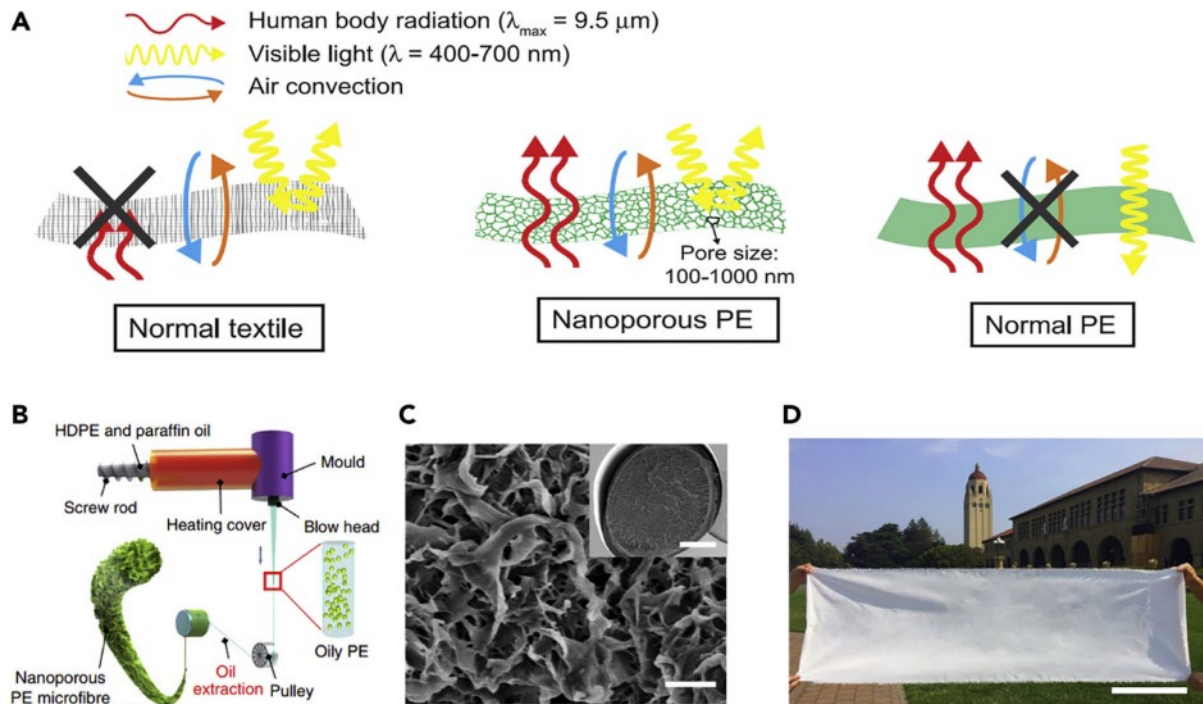 A
Human body radiation (λmax = 9.5 μm)
Visible light (λ = 400-700 nm)
Air convection
Pore size:
100-1000 nm
Normal textile
Nanoporous PE
Normal PE
B
HDPE and paraffin oil
Mould
Screw rod
Heating cover
Blow head
Oily PE
Nanoporous
PE microfibre
Oil
extraction
Pulley
C
D